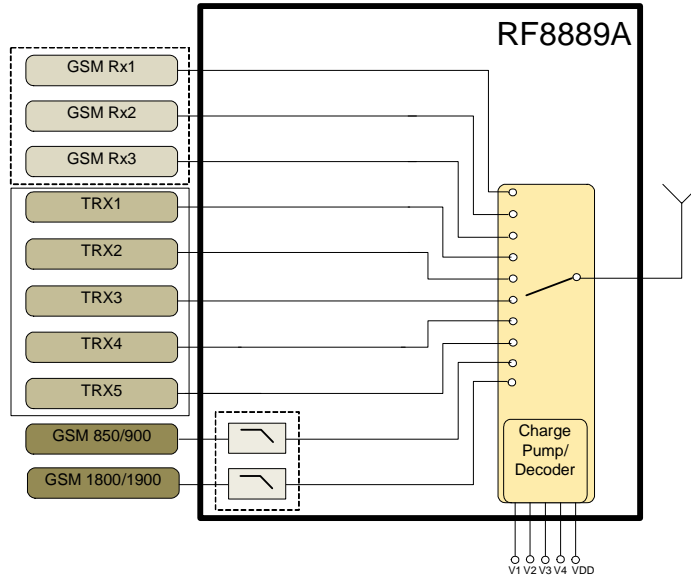 RF8889A
GSM Rx1
GSM Rx2
GSM Rx3
TRX1
TRX2
TRX3
TRX4
TRX5
GSM 850/900
GSM 1800/1900
Charge
Pump/
Decoder
V1 V2 V3 V4 VDD